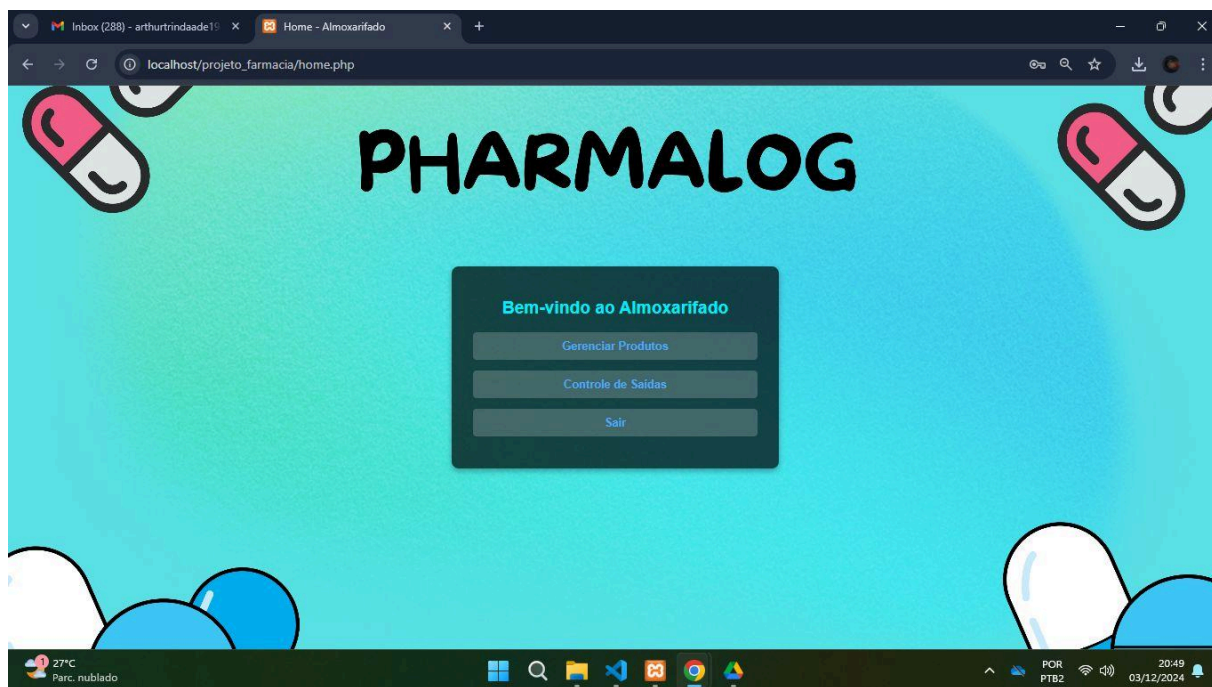 Inbox (288) - arthurtrindaade19
Home - Almoxarifado
localhost/projeto_farmacia/home.php
PHARMALOG
Bem-vindo ao Almoxarifado
Gerenciar Produtos
Controle de Saídas
Sair
1
27°C
Parc. nublado
POR
PTB2
20:49
03/12/2024